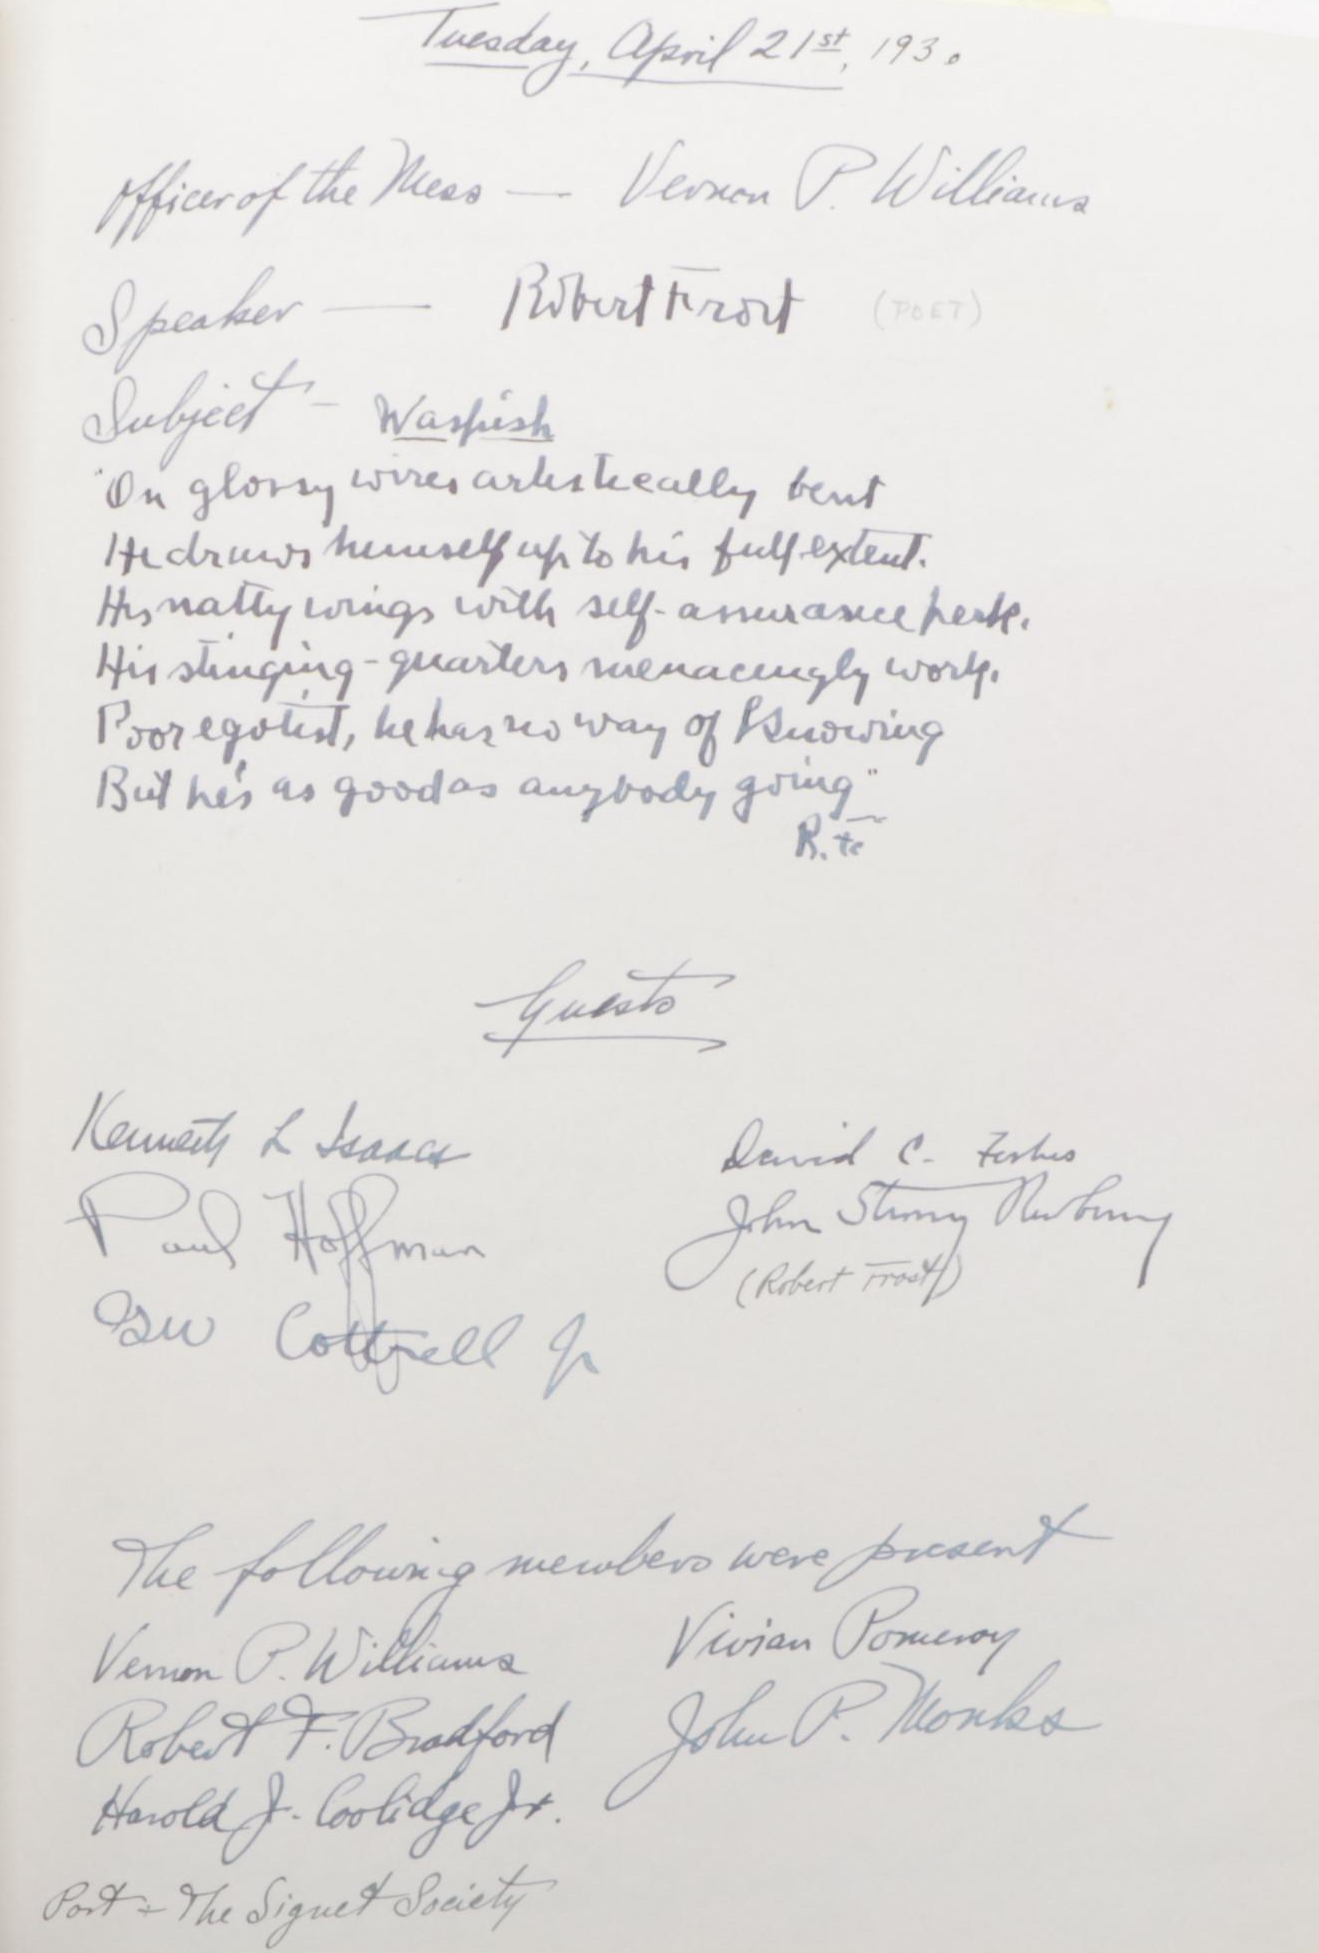 Tuesday, April 21st, 193.
Officer of the Mess — Vernon P. Williams
Speaker — Robert Frost (POET)
Subject - Waspish
"On glossy wires artistically bent
He draws himself up to his full extent.
His natty wings with self-assurance perk.
His stinging-quarters menacingly work.
Poor egotist, he has no way of knowing
But he's as good as anybody going"
R. F.
Guests
Kenneth L Isaacs
David C. Forbes
Paul Hoffman
John Strong Newberry
(Robert Frost)
GW Cottrell Jr
The following members were present
Vernon P. Williams
Vivian Pomeroy
Robert F. Bradford
John P. Monks
Harold J. Coolidge Jr.
Port - The Signet Society